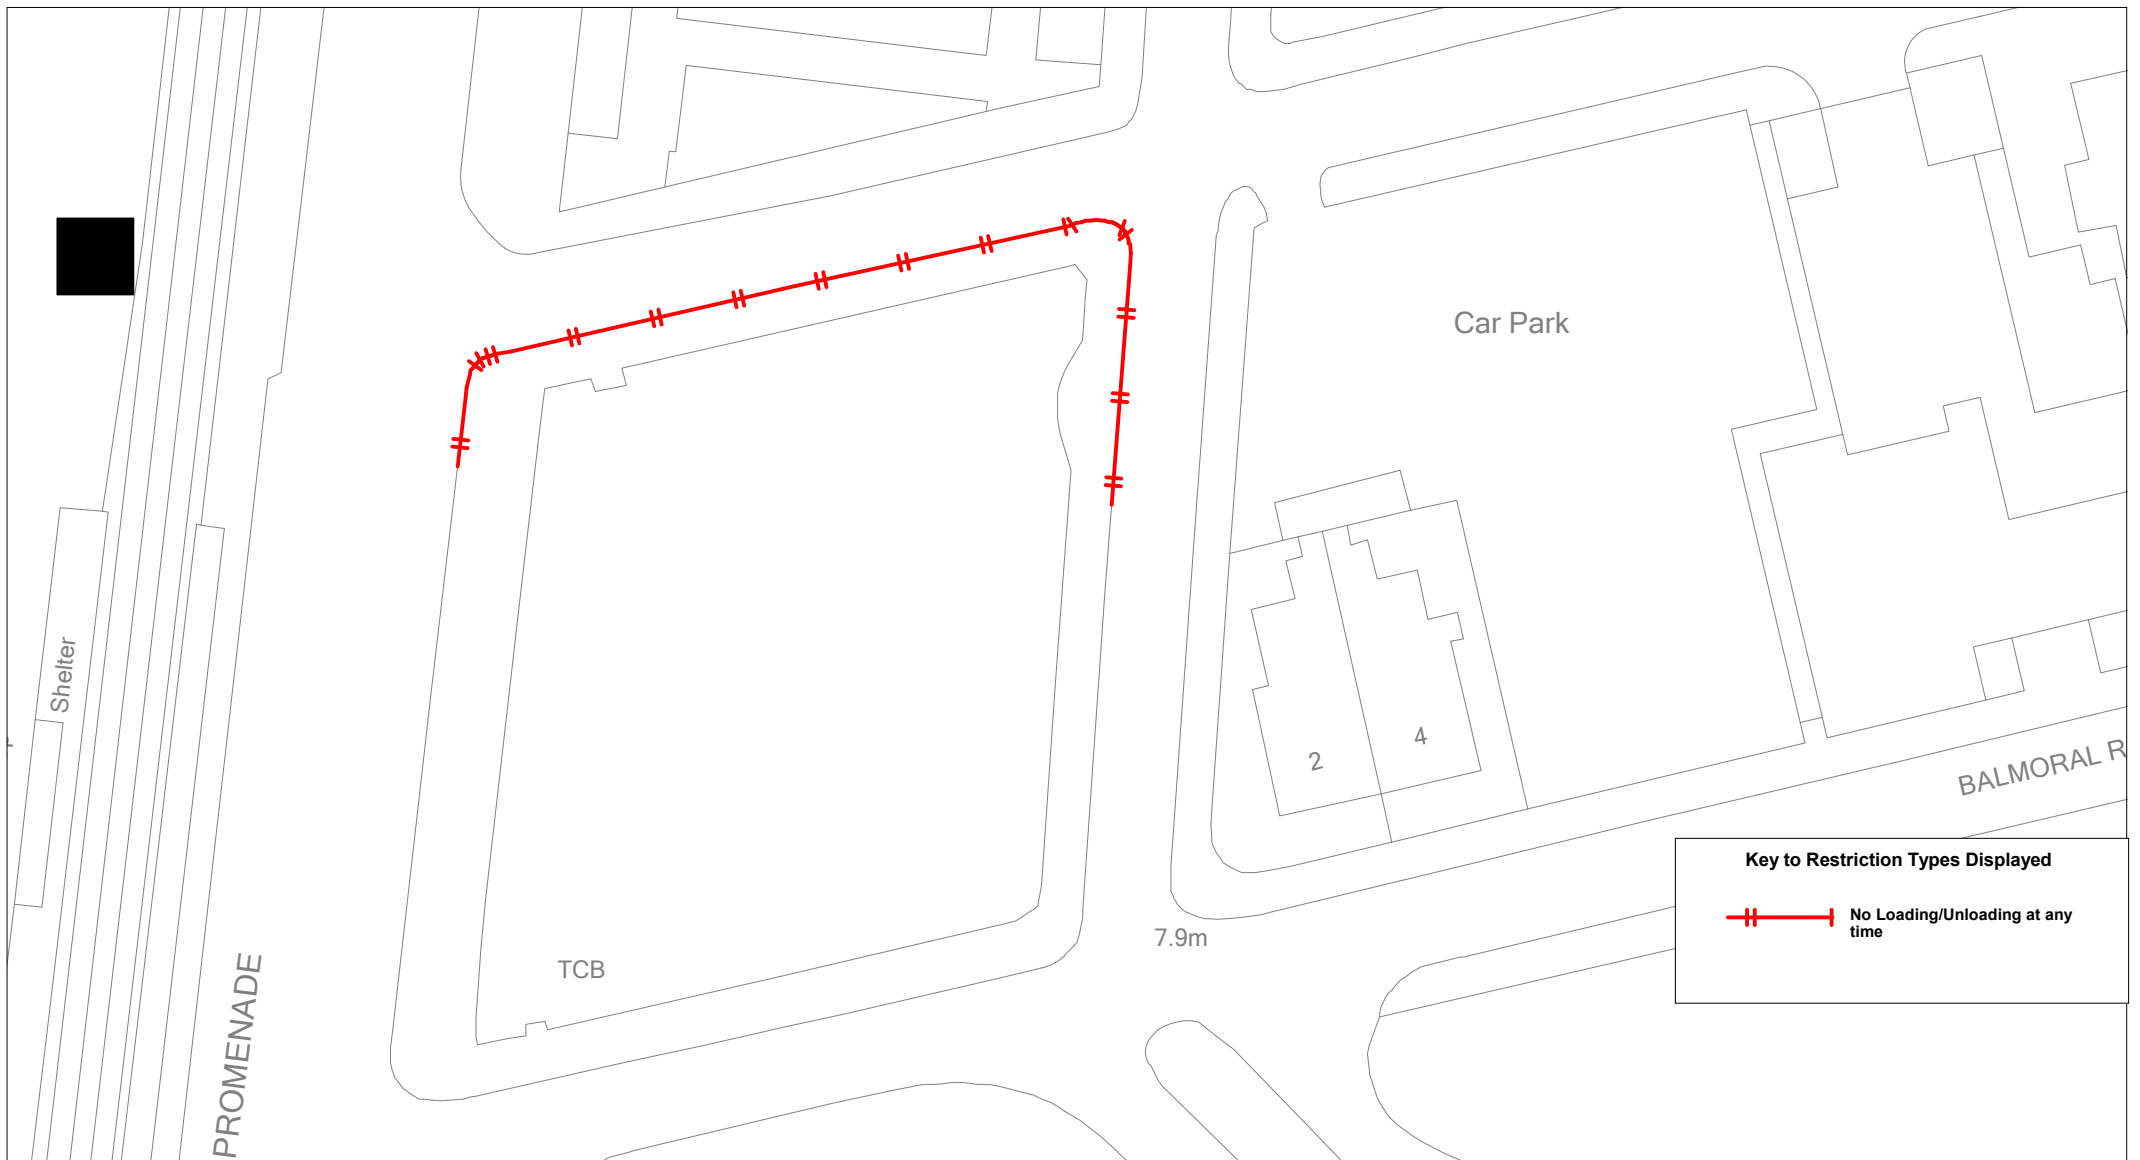 Car Park
Shelter
2
4
BALMORAL R
Key to Restriction Types Displayed
No Loading/Unloading at any
time
7.9m
TCB
PROMENADE